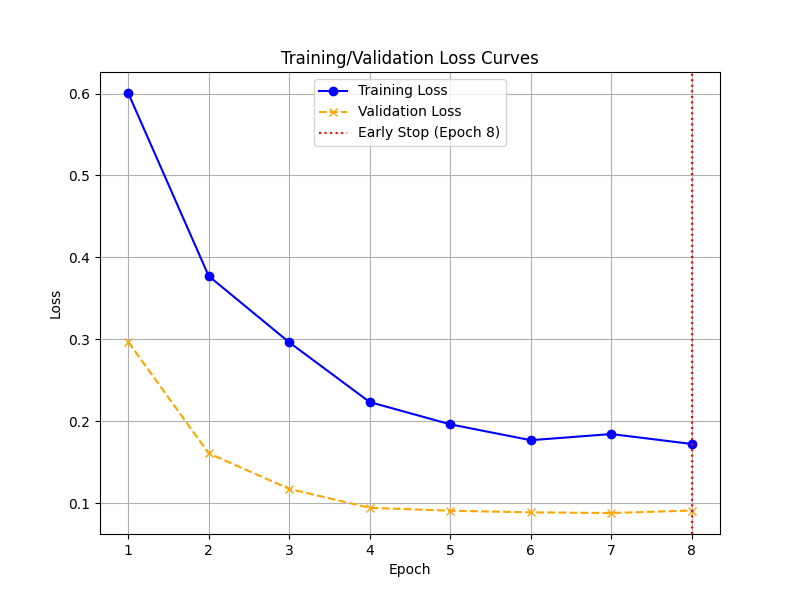 Training/Validation Loss Curves
Training Loss
Validation Loss
Early Stop (Epoch 8)
Loss
0.6
0.5
0.4
0.3
0.2
0.1
1 2 3 4 5 6 7 8
Epoch